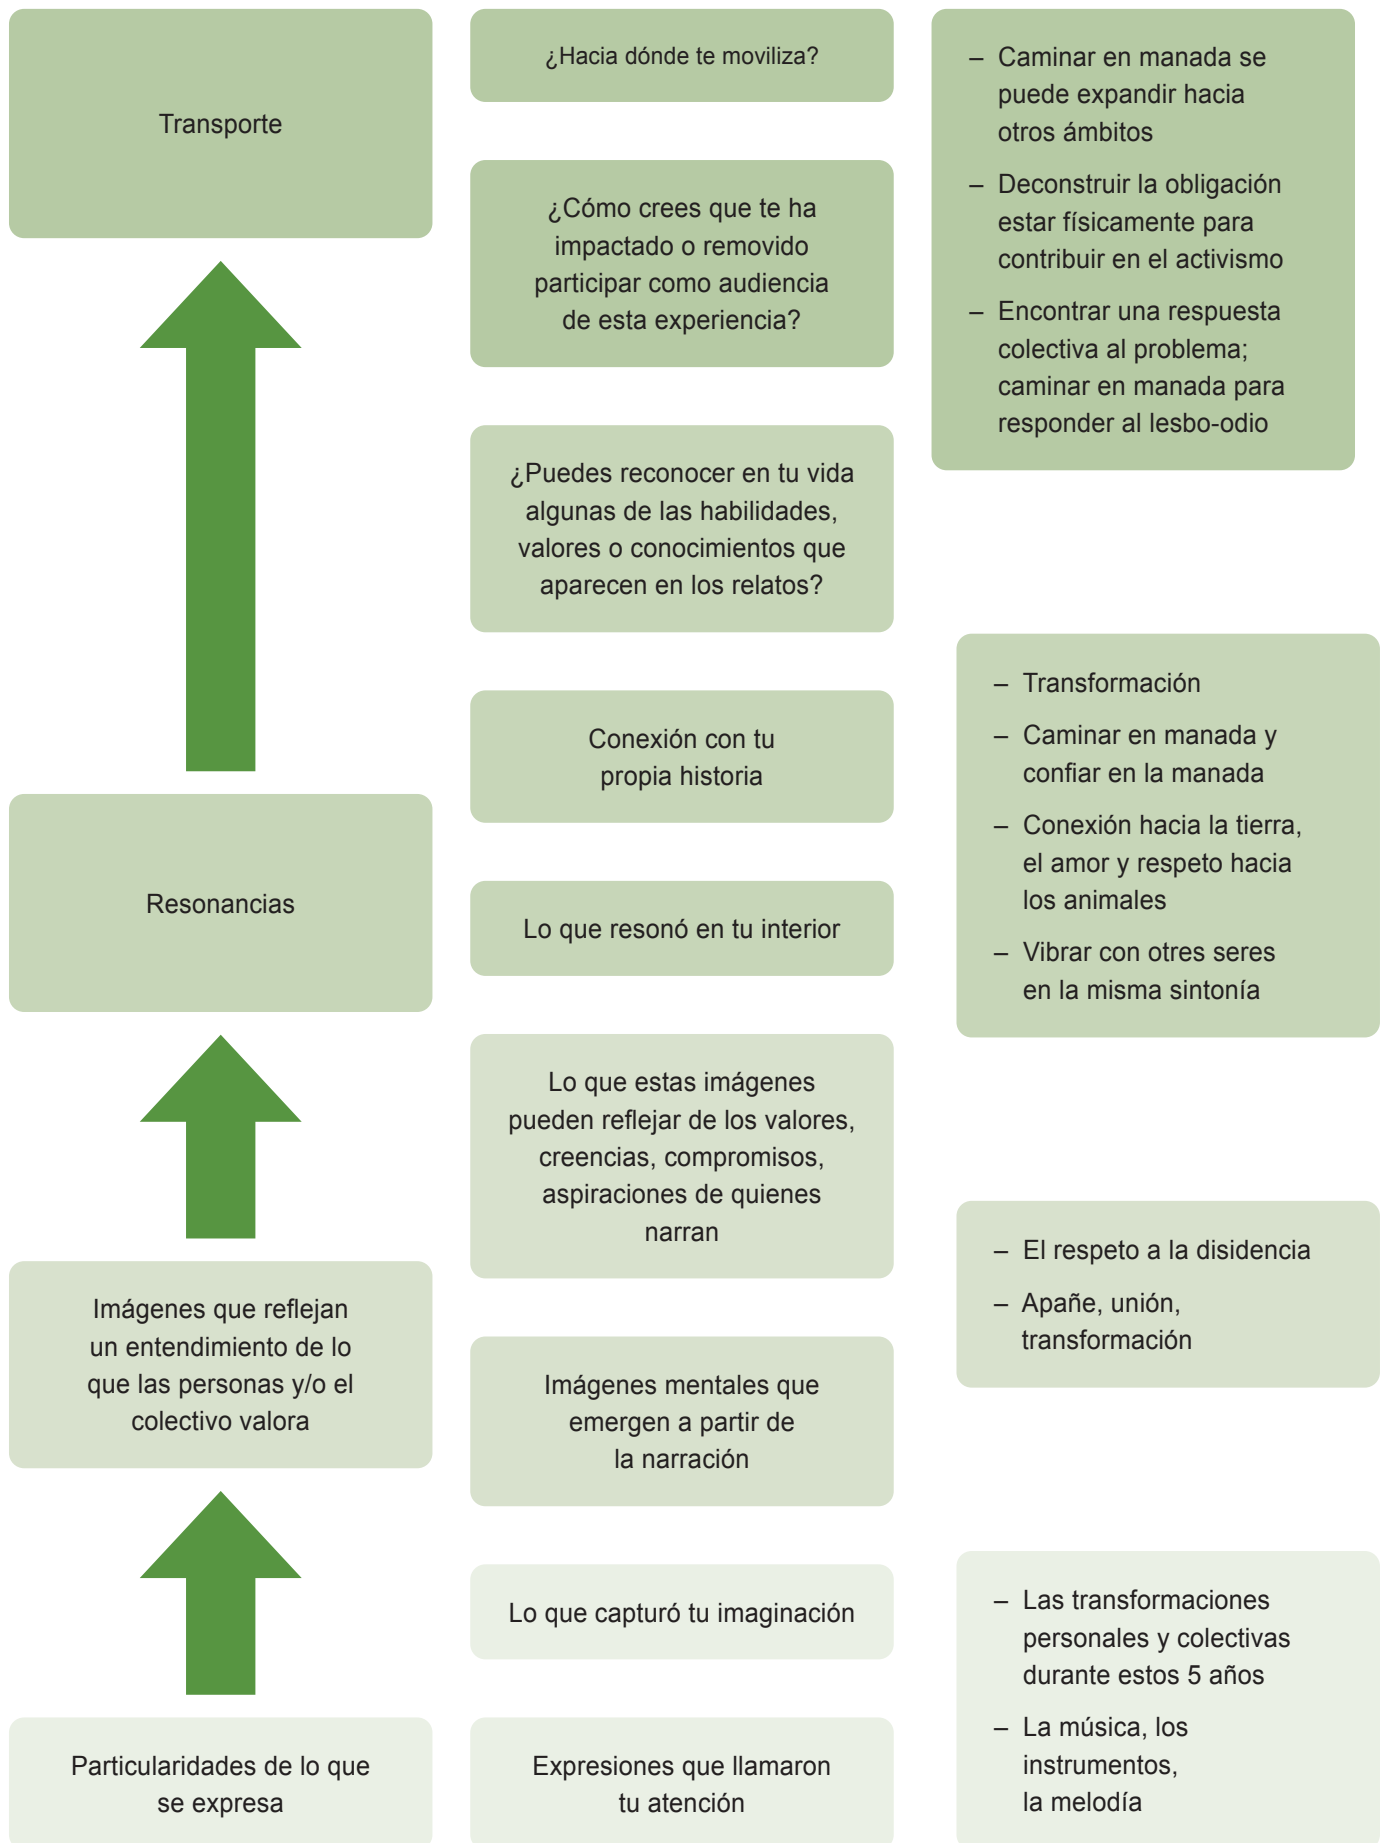 Transporte
¿Hacia dónde te moviliza?
¿Cómo crees que te ha
impactado o removido
participar como audiencia
de esta experiencia?
– Caminar en manada se
puede expandir hacia
otros ámbitos
– Deconstruir la obligación
estar físicamente para
contribuir en el activismo
– Encontrar una respuesta
colectiva al problema;
caminar en manada para
responder al lesbo-odio
Resonancias
¿Puedes reconocer en tu vida
algunas de las habilidades,
valores o conocimientos que
aparecen en los relatos?
Conexión con tu
propia historia
Lo que resonó en tu interior
– Transformación
– Caminar en manada y
confiar en la manada
– Conexión hacia la tierra,
el amor y respeto hacia
los animales
– Vibrar con otres seres
en la misma sintonía
Imágenes que reflejan
un entendimiento de lo
que las personas y/o el
colectivo valora
Lo que estas imágenes
pueden reflejar de los valores,
creencias, compromisos,
aspiraciones de quienes
narran
Imágenes mentales que
emergen a partir de
la narración
– El respeto a la disidencia
– Apañe, unión,
transformación
Particularidades de lo que
se expresa
Lo que capturó tu imaginación
Expresiones que llamaron
tu atención
– Las transformaciones
personales y colectivas
durante estos 5 años
– La música, los
instrumentos,
la melodía